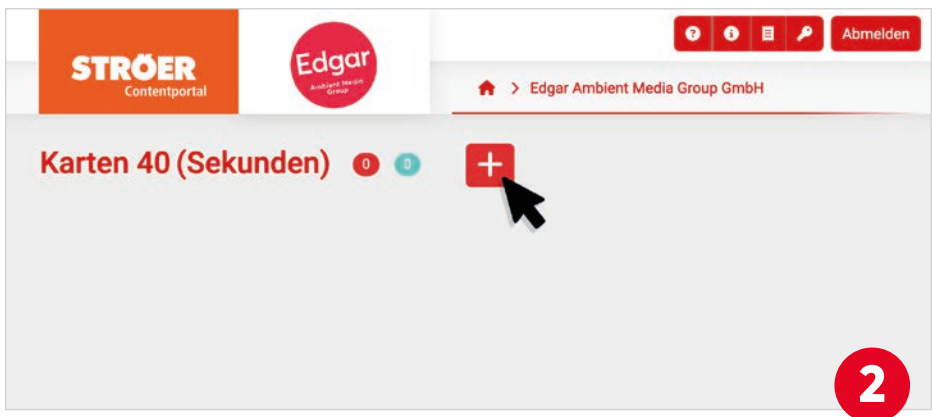 STRÖER
Contentportal
Edgar
Ambient Media
Group
Abmelden
> Edgar Ambient Media Group GmbH
Karten 40 (Sekunden) 0 0
2